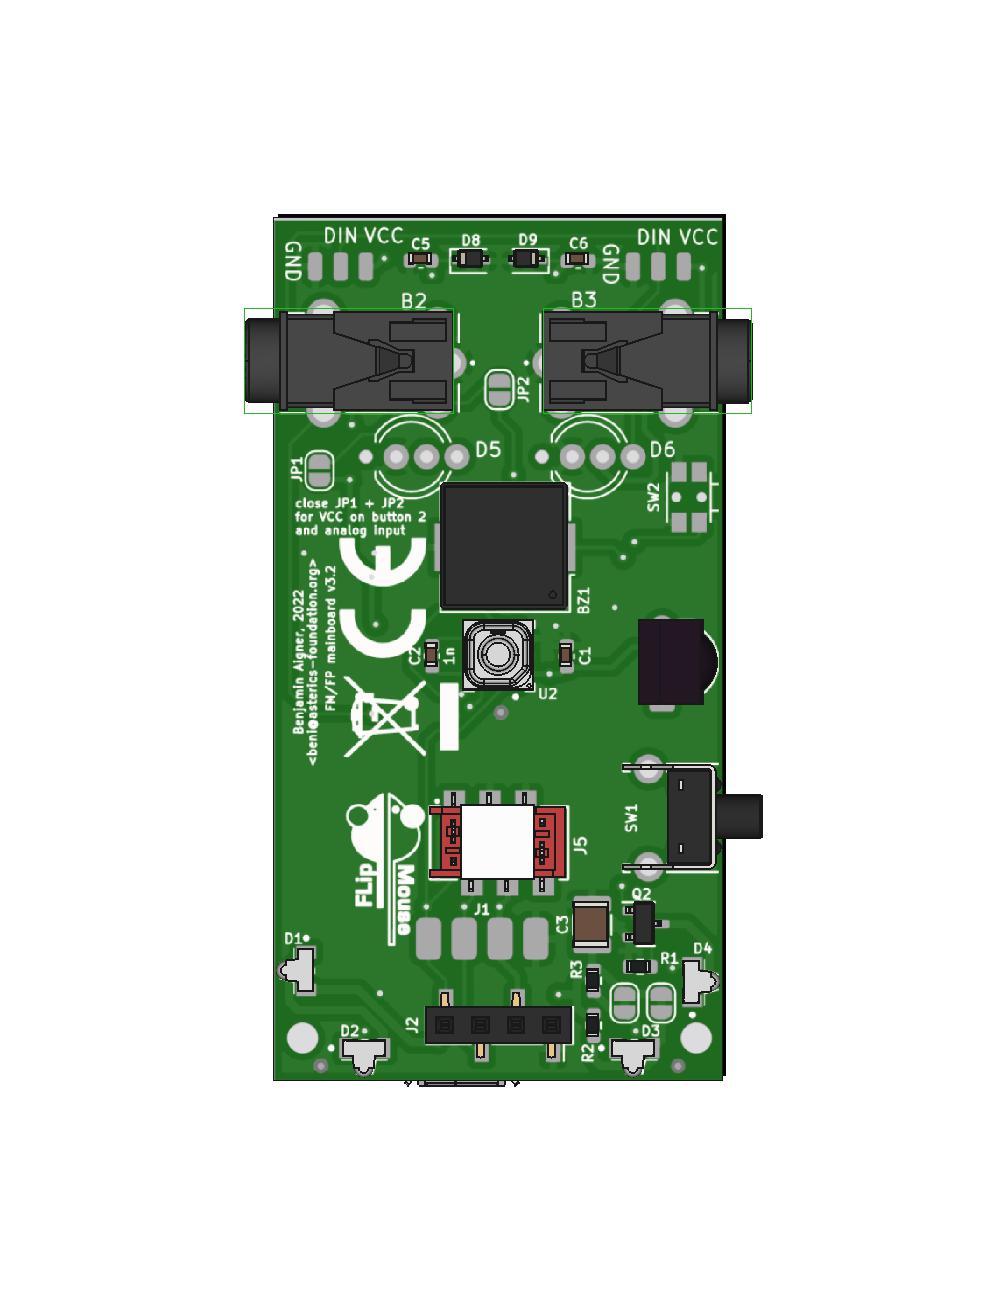 DIN VCC
GND
C5
D8
D9
C6
DIN VCC
GND
B2
B3
JP2
D5
D6
JP1
SW2
close JP1 + JP2
for VCC on button 2
and analog input
BZ1
Benjamin Aigner, 2022
<beni@asterics-foundation.org>
FM/FP mainboard v3.2
C2
1n
C1
U2
SW1
J5
FLip
Mouse
J1
C3
Q2
D1
D4
R3
R1
J2
D2
R2
D3